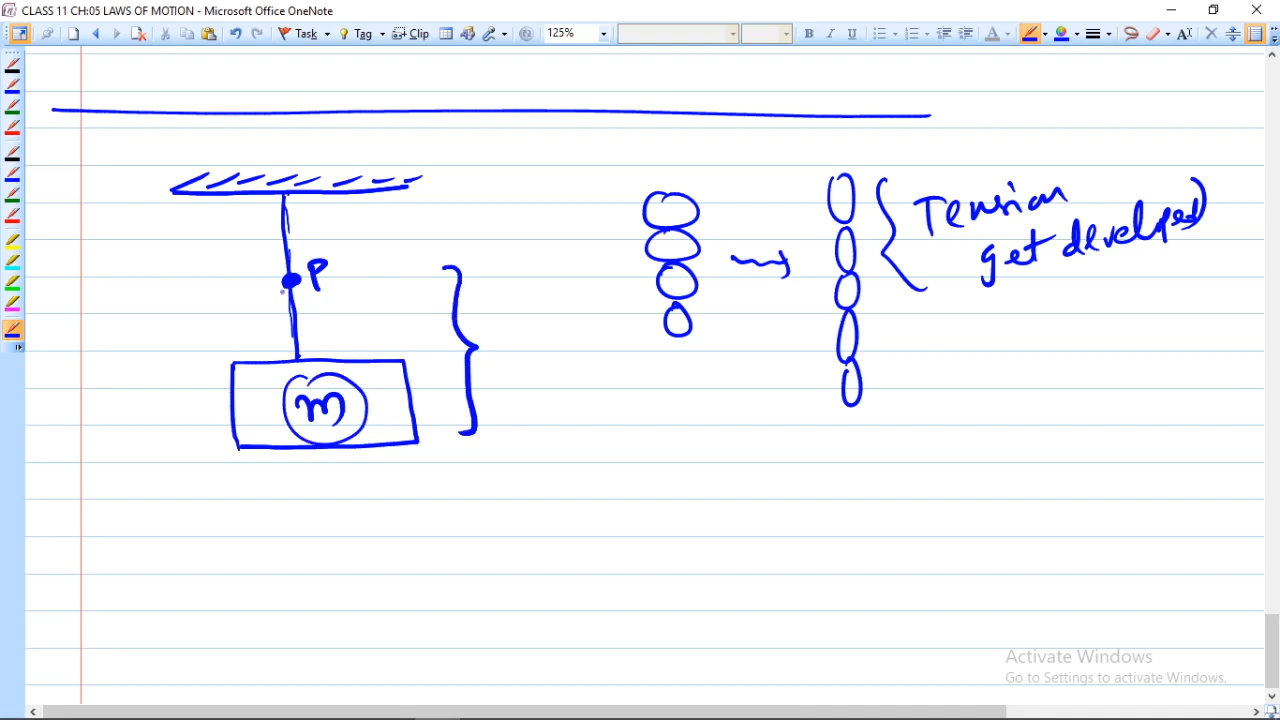 CLASS 11 CH:05 LAWS OF MOTION - Microsoft Office OneNote
Task Tag Clip 125% B I U A
Tension
get developed
P
m
Activate Windows
Go to Settings to activate Windows.